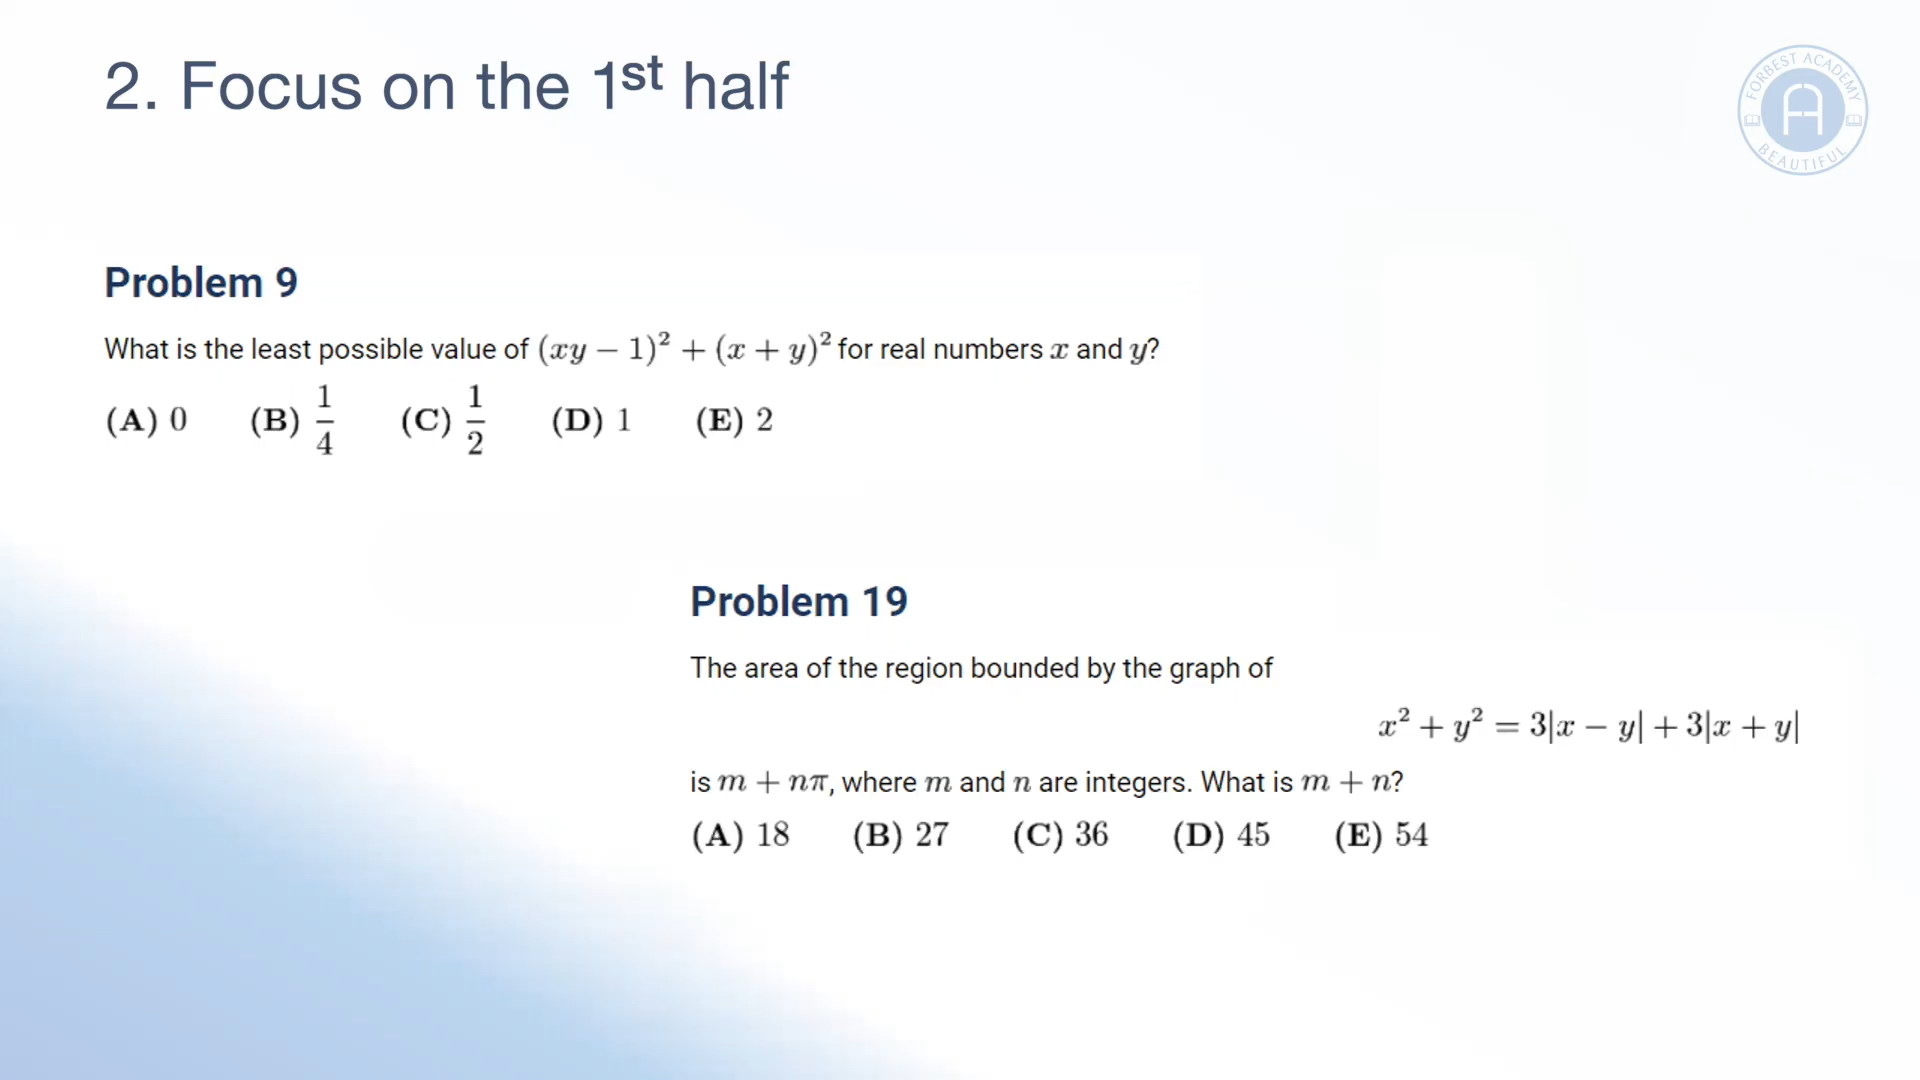 2. Focus on the 1st half
FORBEST ACADEMY
A
BEAUTIFUL
Problem 9
What is the least possible value of (xy − 1)² + (x + y)² for real numbers x and y?
(A) 0 (B) 1/4 (C) 1/2 (D) 1 (E) 2
Problem 19
The area of the region bounded by the graph of
x² + y² = 3|x − y| + 3|x + y|
is m + nπ, where m and n are integers. What is m + n?
(A) 18 (B) 27 (C) 36 (D) 45 (E) 54